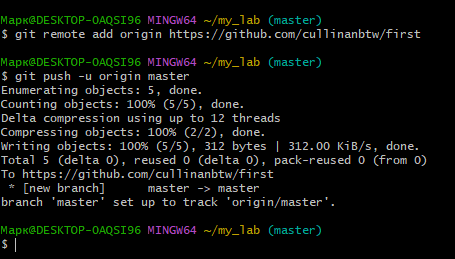 Марк@DESKTOP-OAQSI96 MINGW64 ~/my_lab (master)
$ git remote add origin https://github.com/cullinanbtw/first
Марк@DESKTOP-OAQSI96 MINGW64 ~/my_lab (master)
$ git push -u origin master
Enumerating objects: 5, done.
Counting objects: 100% (5/5), done.
Delta compression using up to 12 threads
Compressing objects: 100% (2/2), done.
Writing objects: 100% (5/5), 312 bytes | 312.00 KiB/s, done.
Total 5 (delta 0), reused 0 (delta 0), pack-reused 0 (from 0)
To https://github.com/cullinanbtw/first
 * [new branch]      master -> master
branch 'master' set up to track 'origin/master'.
Марк@DESKTOP-OAQSI96 MINGW64 ~/my_lab (master)
$